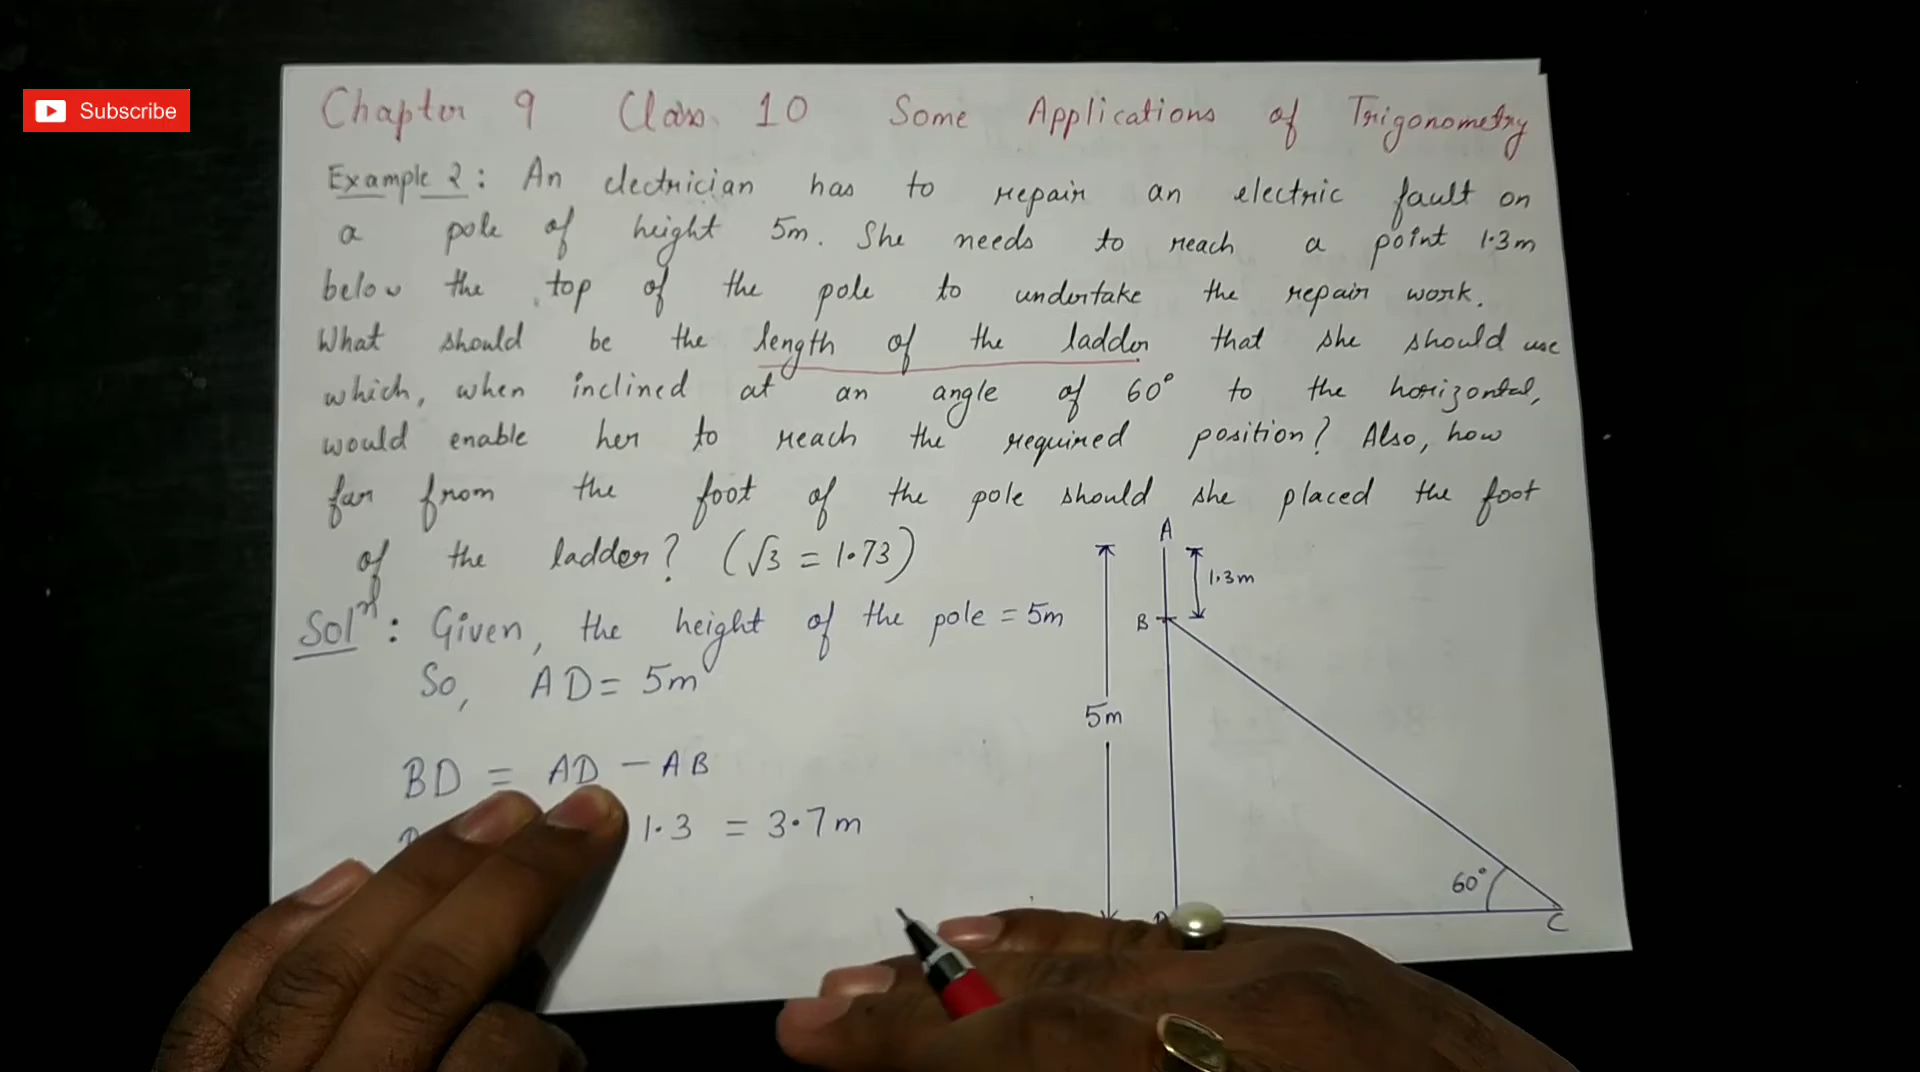 Subscribe
Chapter 9 Class 10 Some Applications of Trigonometry
Example 2: An electrician has to repair an electric fault on
a pole of height 5m. She needs to reach a point 1.3m
below the top of the pole to undertake the repair work.
What should be the length of the ladder that she should use
which, when inclined at an angle of 60° to the horizontal,
would enable her to reach the required position? Also, how
far from the foot of the pole should she placed the foot
of the ladder? (√3 = 1.73)
Solⁿ: Given, the height of the pole = 5m
So, AD = 5m
BD = AD - AB
1.3 = 3.7m
A
1.3m
B
5m
60°
C